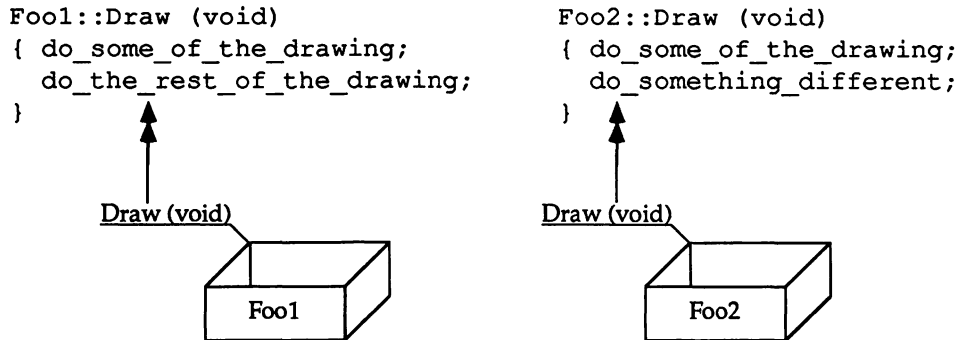 Foo1::Draw (void)
{ do_some_of_the_drawing;
do_the_rest_of_the_drawing;
}
Draw (void)
Foo1
Foo2::Draw (void)
{ do_some_of_the_drawing;
do_something_different;
}
Draw (void)
Foo2